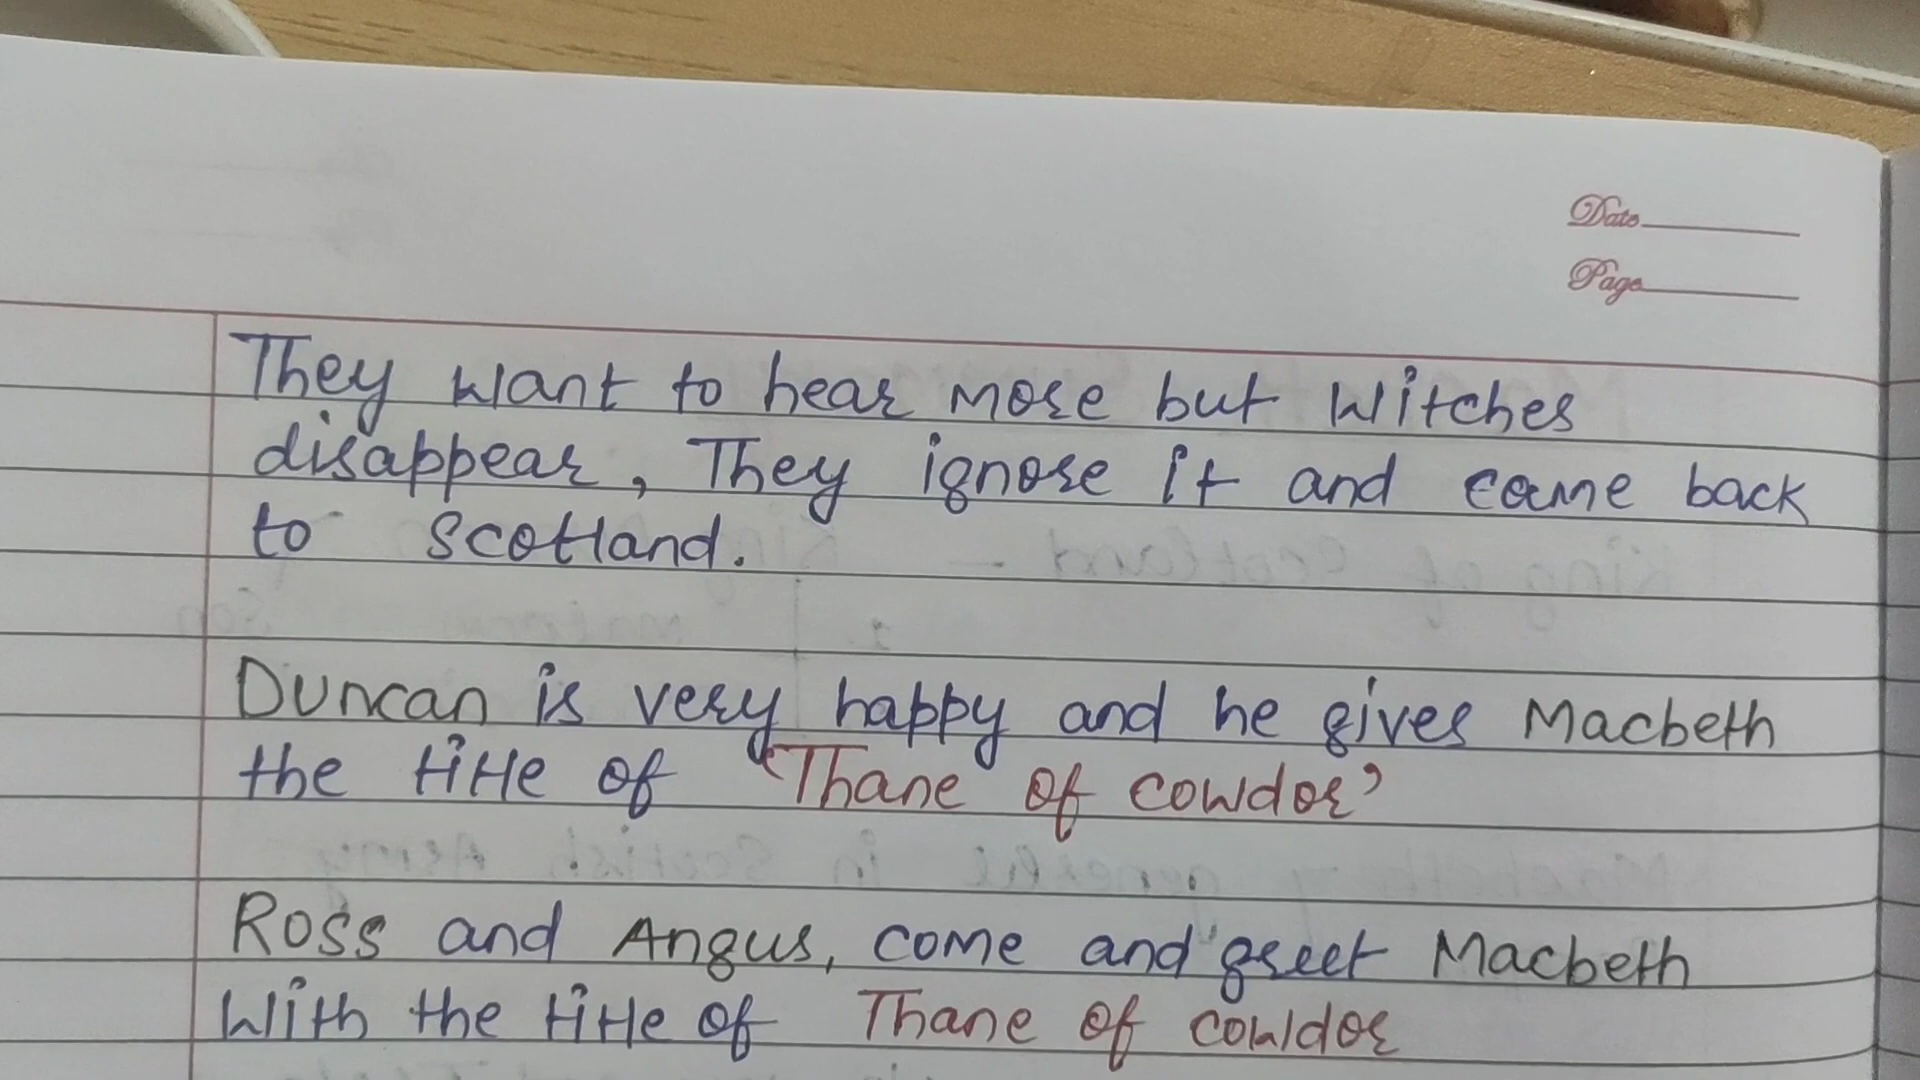 Date
Page
They want to hear more but witches
disappear, They ignore it and came back
to Scotland.
Duncan is very happy and he gives Macbeth
the title of "Thane of cowdor'
Ross and Angus, come and greet Macbeth
with the title of Thane of cowdor